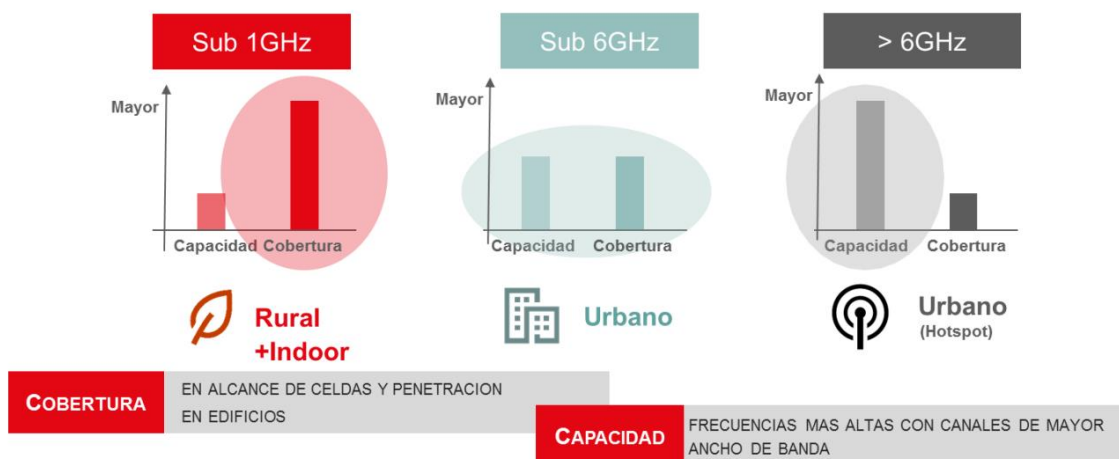 Sub 1GHz
Mayor
Capacidad Cobertura
Rural
+Indoor
Sub 6GHz
Mayor
Capacidad Cobertura
Urbano
> 6GHz
Mayor
Capacidad Cobertura
Urbano
(Hotspot)
COBERTURA
EN ALCANCE DE CELDAS Y PENETRACION
EN EDIFICIOS
CAPACIDAD
FRECUENCIAS MAS ALTAS CON CANALES DE MAYOR
ANCHO DE BANDA